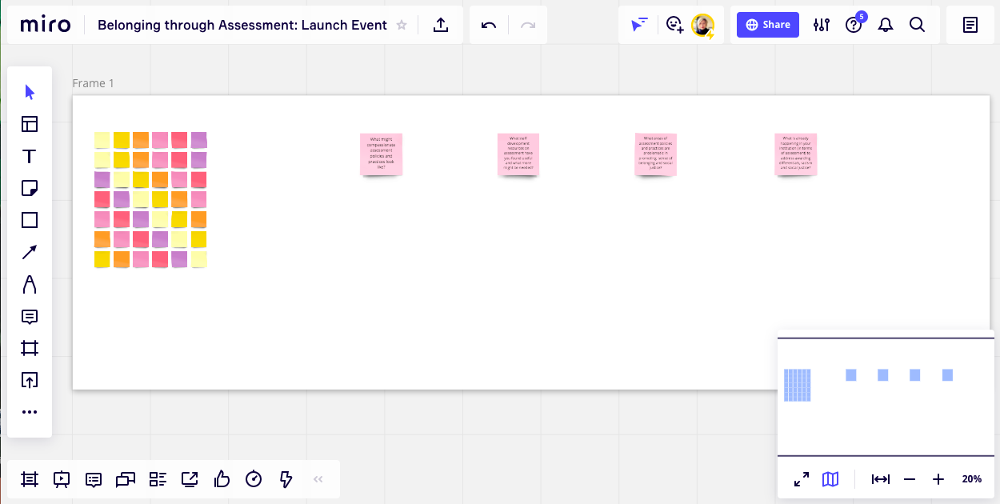 miro
Belonging through Assessment: Launch Event
Share
5
Frame 1
What might
compassionate
assessment
policies and
practices look
like?
What staff
development
resources on
assessment have
you found useful
and what more
might be needed?
What areas of
assessment policies
and practices are
problematic in
promoting sense of
belonging and social
justice?
What is already
happening in your
institution (in terms
of assessment) to
address awarding
differentials, racism
and social justice?
20%